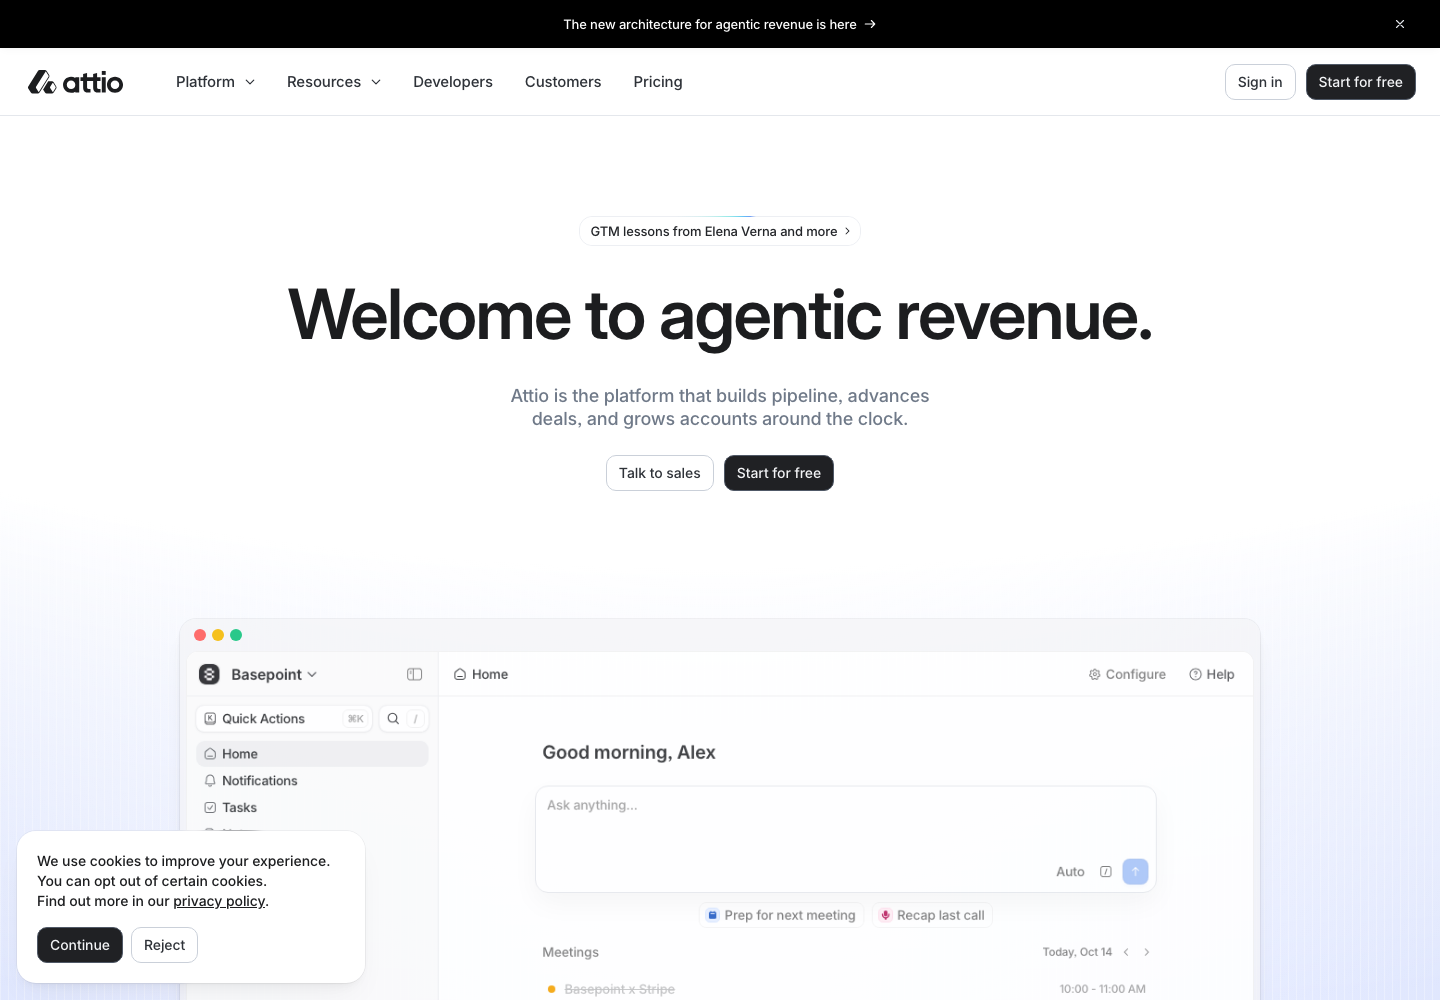 The new architecture for agentic revenue is here →
attio
Platform
Resources
Developers
Customers
Pricing
Sign in
Start for free
GTM lessons from Elena Verna and more
Welcome to agentic revenue.
Attio is the platform that builds pipeline, advances
deals, and grows accounts around the clock.
Talk to sales
Start for free
Basepoint
Home
Configure
Help
Quick Actions
⌘K
/
Home
Notifications
Tasks
Good morning, Alex
Ask anything...
Auto
Prep for next meeting
Recap last call
Meetings
Today, Oct 14
Basepoint x Stripe
10:00 - 11:00 AM
We use cookies to improve your experience.
You can opt out of certain cookies.
Find out more in our privacy policy.
Continue
Reject